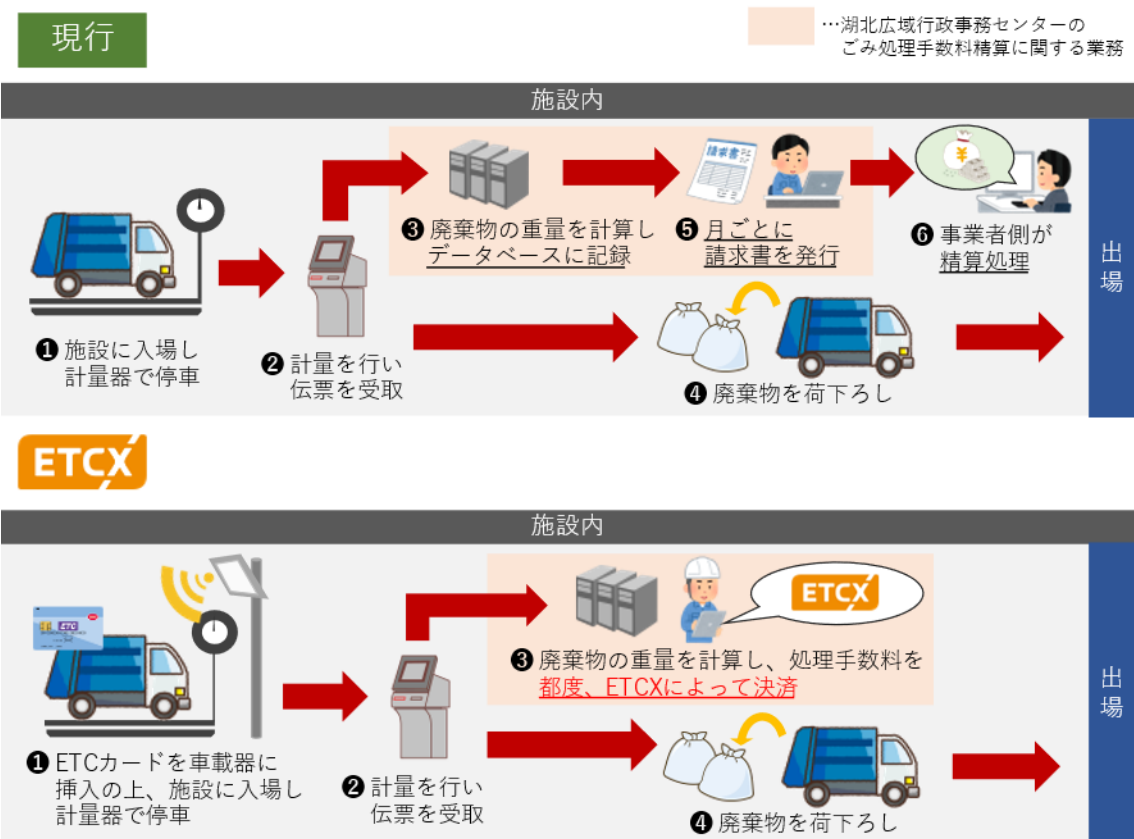 現行
…湖北広域行政事務センターの
ごみ処理手数料精算に関する業務
施設内
請求書
¥
❸ 廃棄物の重量を計算し
データベースに記録
❺ 月ごとに
請求書を発行
❻ 事業者側が
精算処理
出場
❶ 施設に入場し
計量器で停車
❷ 計量を行い
伝票を受取
❹ 廃棄物を荷下ろし
ETCX
施設内
ETC
ETCX
❸ 廃棄物の重量を計算し、処理手数料を
都度、ETCXによって決済
出場
❶ ETCカードを車載器に
挿入の上、施設に入場し
計量器で停車
❷ 計量を行い
伝票を受取
❹ 廃棄物を荷下ろし